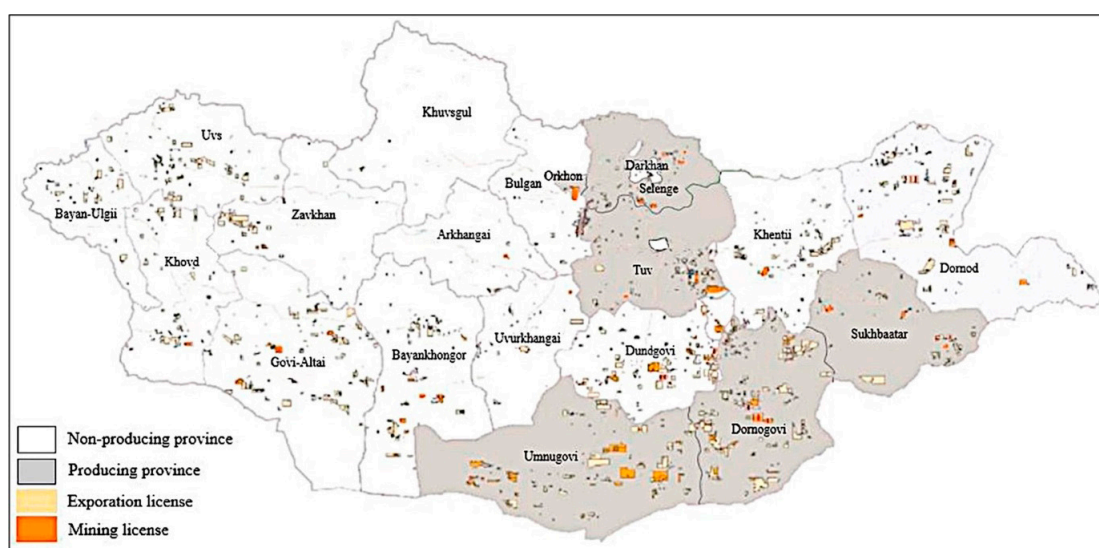 Khuvsgul
Uvs
Darkhan
Orkhon
Bulgan
Selenge
Bayan-Ulgii
Zavkhan
Arkhangai
Khentii
Khovd
Tuv
Dornod
Sukhbaatar
Uvurkhangai
Dundgovi
Govi-Altai
Bayankhongor
Dornogovi
Umnugovi
Non-producing province
Producing province
Exporation license
Mining license